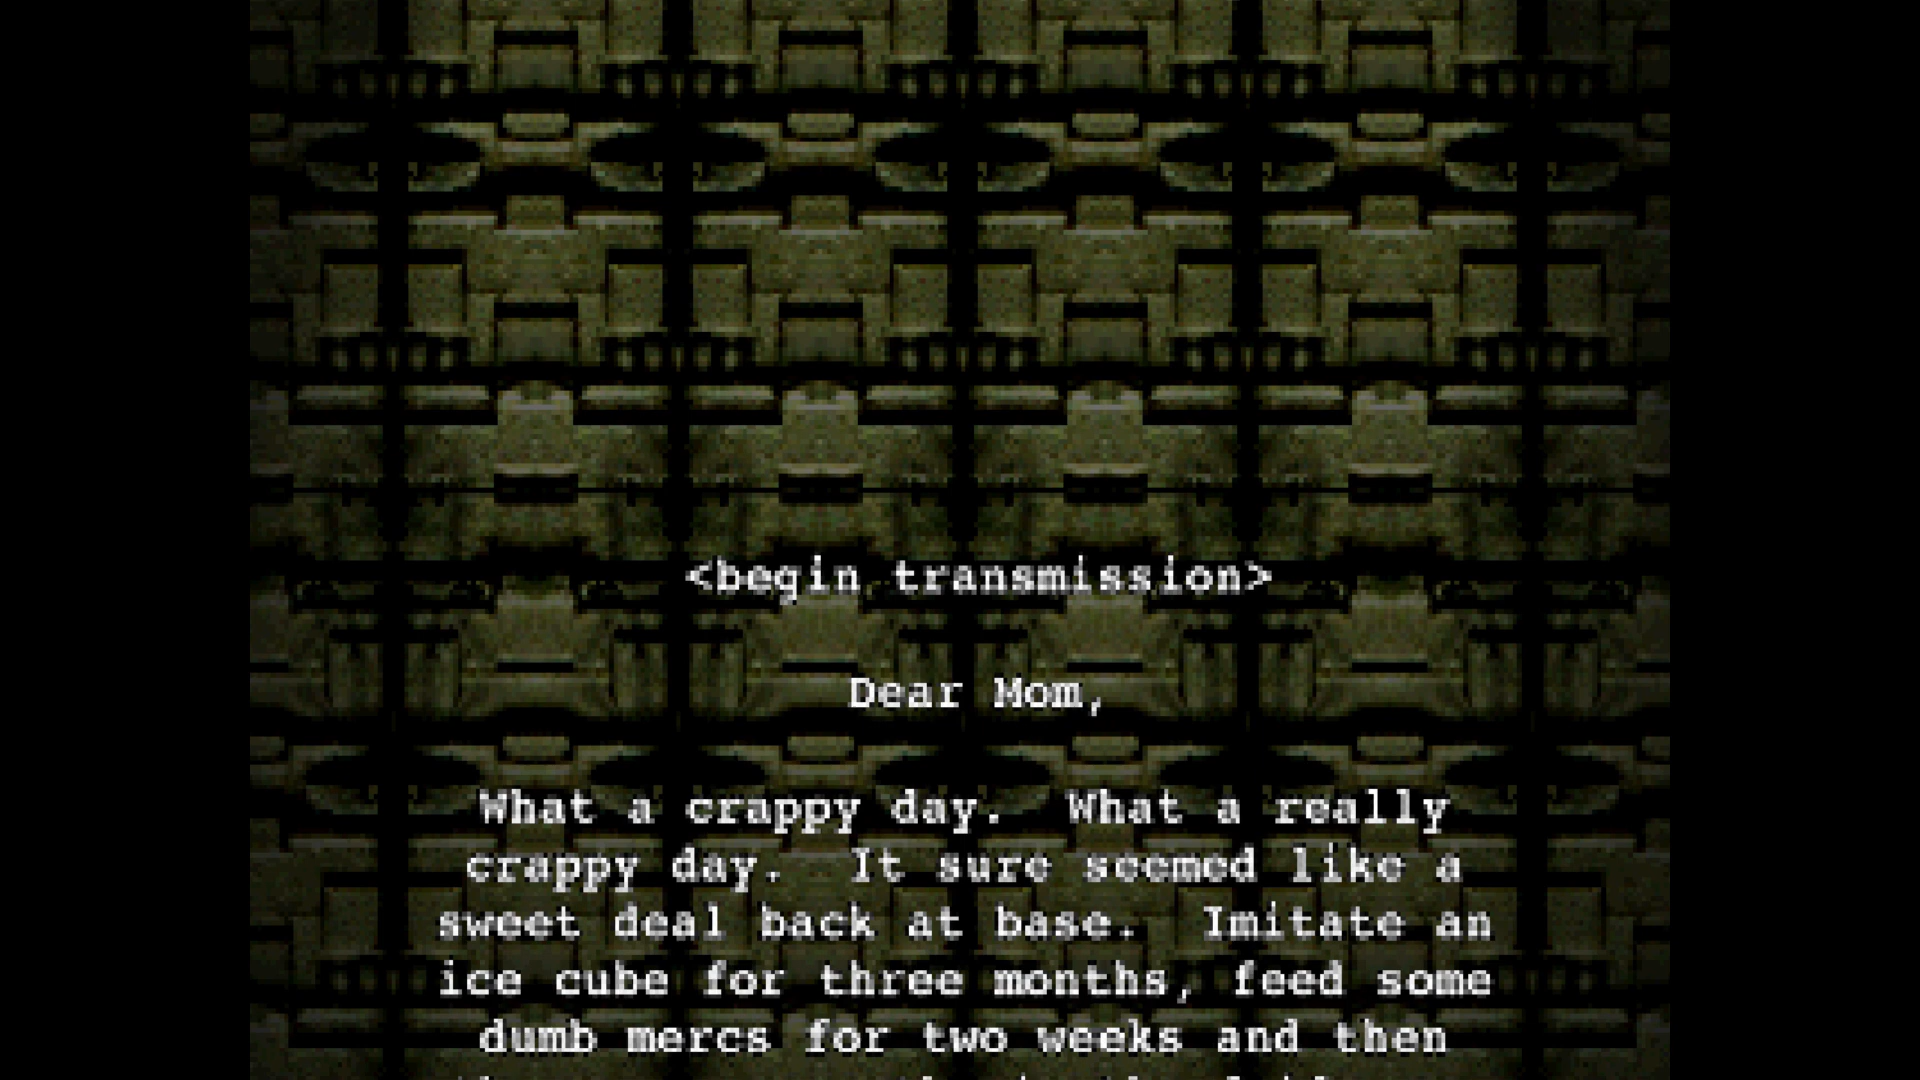 <begin transmission>
Dear Mom,
What a crappy day.  What a really
crappy day.  It sure seemed like a
sweet deal back at base.  Imitate an
ice cube for three months, feed some
dumb mercs for two weeks and then